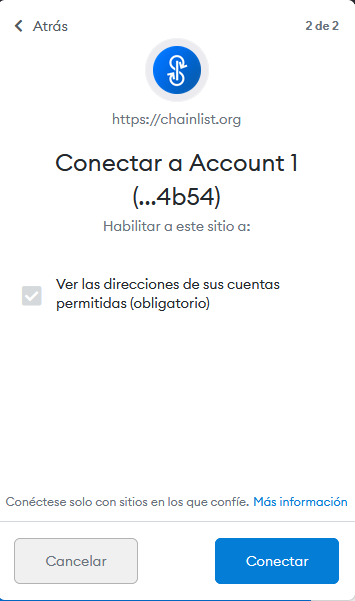 Atrás
2 de 2
https://chainlist.org
Conectar a Account 1
(...4b54)
Habilitar a este sitio a:
Ver las direcciones de sus cuentas
permitidas (obligatorio)
Conéctese solo con sitios en los que confíe. Más información
Cancelar
Conectar